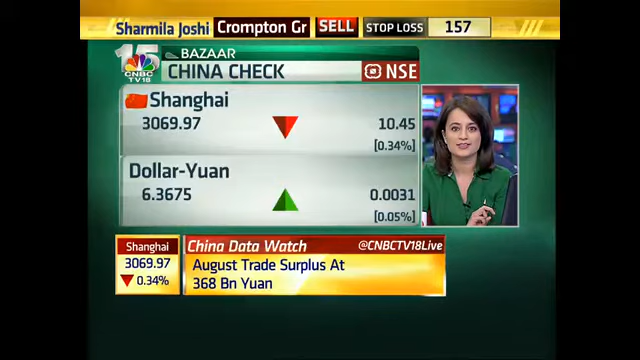 Sharmila Joshi Crompton Gr SELL STOP LOSS 157
15
CNBC
TV18
BAZAAR
CHINA CHECK NSE
Shanghai
3069.97 10.45
[0.34%]
Dollar-Yuan
6.3675 0.0031
[0.05%]
Shanghai
3069.97
0.34%
China Data Watch @CNBCTV18Live
August Trade Surplus At
368 Bn Yuan